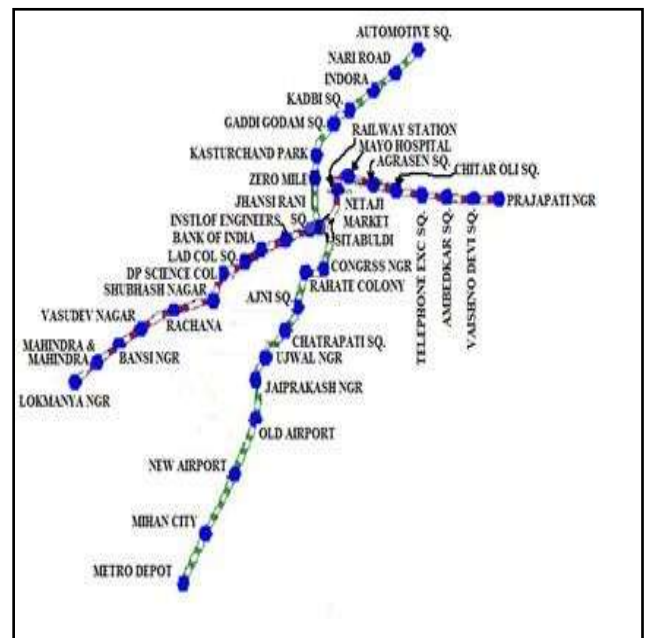 AUTOMOTIVE SQ.
NARI ROAD
INDORA
KADBI SQ.
GADDI GODAM SQ.
RAILWAY STATION
MAYO HOSPITAL
KASTURCHAND PARK
AGRASEN SQ.
CHITAR OLI SQ.
ZERO MILI
JHANSI RANI
SQ.
NETAJI
MARKET
PRAJAPATI NGR
INSTI.OF ENGINEERS
BANK OF INDIA
SITABULDI
LAD COL SQ.
DP SCIENCE COL
CONGRSS NGR
RAHATE COLONY
SHUBHASH NAGAR
AJNI SQ.
TELEPHONE EXC SQ.
AMBEDKAR SQ.
VAISHNO DEVI SQ.
VASUDEV NAGAR
RACHANA
CHATRAPATI SQ.
MAHINDRA &
MAHINDRA
BANSI NGR
UJWAL NGR
JAIPRAKASH NGR
LOKMANYA NGR
OLD AIRPORT
NEW AIRPORT
MIHAN CITY
METRO DEPOT